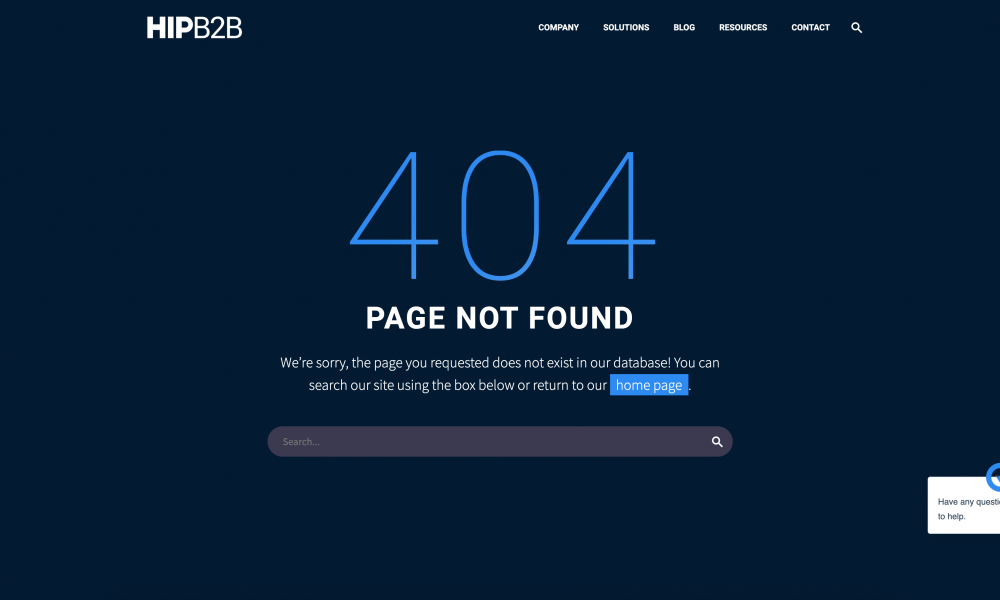 HIPB2B
COMPANY SOLUTIONS BLOG RESOURCES CONTACT
404
PAGE NOT FOUND
We’re sorry, the page you requested does not exist in our database! You can
search our site using the box below or return to our home page .
Search...
Have any questi
to help.